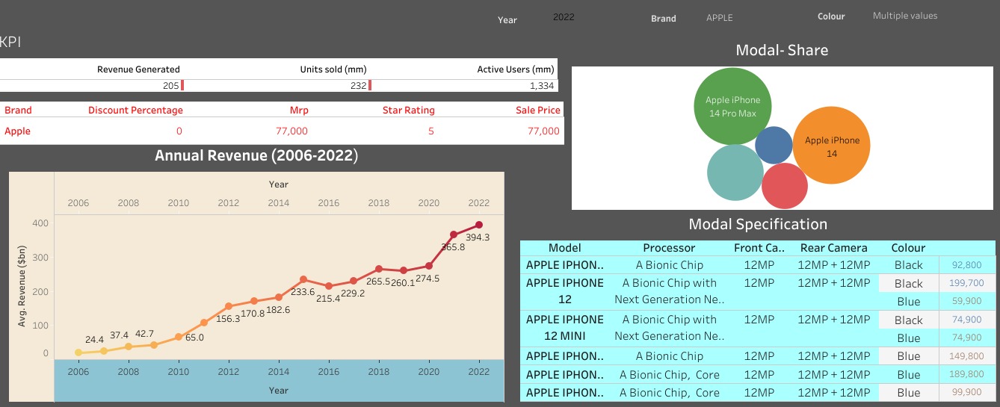 Year 2022 Brand APPLE Colour Multiple values
KPI
Revenue Generated Units sold (mm) Active Users (mm)
205 232 1,334
Brand Discount Percentage Mrp Star Rating Sale Price
Apple 0 77,000 5 77,000
Annual Revenue (2006-2022)
Year
2006 2008 2010 2012 2014 2016 2018 2020 2022
Avg. Revenue ($bn)
400
300
200
100
0
24.4 37.4 42.7 65.0 156.3 170.8 182.6 233.6 215.4 229.2 265.5 260.1 274.5 365.8 394.3
2006 2008 2010 2012 2014 2016 2018 2020 2022
Year
Modal- Share
Apple iPhone
14 Pro Max
Apple iPhone
14
Modal Specification
Model Processor Front Ca.. Rear Camera Colour
APPLE IPHON.. A Bionic Chip 12MP 12MP + 12MP Black 92,800
APPLE IPHONE A Bionic Chip with 12MP 12MP + 12MP Black 199,700
12 Next Generation Ne.. Blue 59,900
APPLE IPHONE A Bionic Chip with 12MP 12MP + 12MP Black 74,900
12 MINI Next Generation Ne.. Blue 74,900
APPLE IPHON.. A Bionic Chip 12MP 12MP + 12MP Blue 149,800
APPLE IPHON.. A Bionic Chip, Core 12MP 12MP + 12MP Blue 189,800
APPLE IPHON.. A Bionic Chip, Core 12MP 12MP + 12MP Blue 99,900